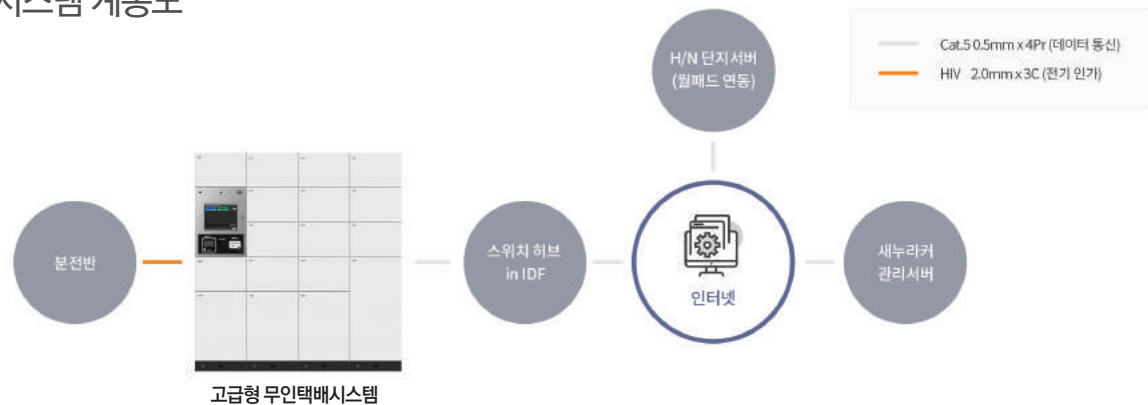 시스템 계통도
H/N 단지 서버
(월패드 연동)
Cat.5 0.5mm x 4Pr (데이터 통신)
HIV 2.0mm x 3C (전기 인가)
분전반
스위치 허브
in IDF
인터넷
새누라커
관리서버
고급형 무인택배시스템